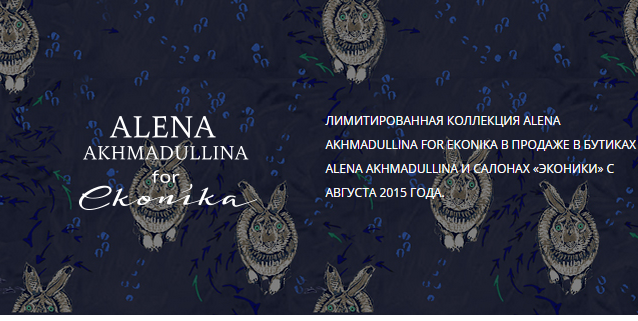 ALENA
AKHMADULLINA
for
Ekonika
ЛИМИТИРОВАННАЯ КОЛЛЕКЦИЯ ALENA
AKHMADULLINA FOR EKONIKA В ПРОДАЖЕ В БУТИКАХ
ALENA AKHMADULLINA И САЛОНАХ «ЭКОНИКИ» С
АВГУСТА 2015 ГОДА.